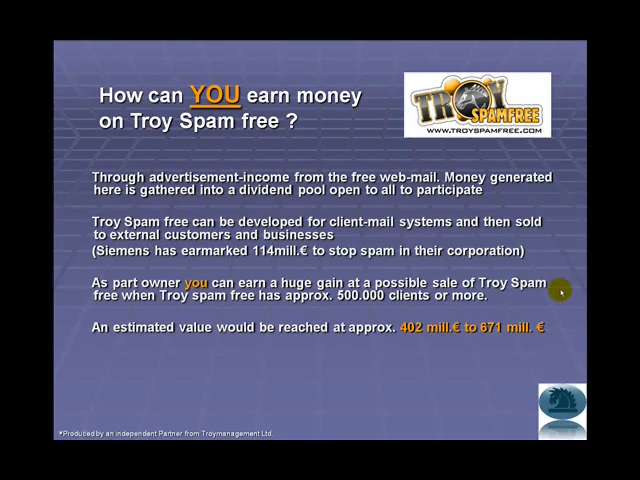 How can YOU earn money
on Troy Spam free ?
TROY
SPAMFREE
WWW.TROYSPAMFREE.COM
Through advertisement-income from the free web-mail. Money generated
here is gathered into a dividend pool open to all to participate
Troy Spam free can be developed for client-mail systems and then sold
to external customers and businesses
(Siemens has earmarked 114mill.€ to stop spam in their corporation)
As part owner you can earn a huge gain at a possible sale of Troy Spam
free when Troy spam free has approx. 500.000 clients or more.
An estimated value would be reached at approx. 402 mill.€ to 671 mill. €
*Produced by an independent Partner from Troymanagement Ltd